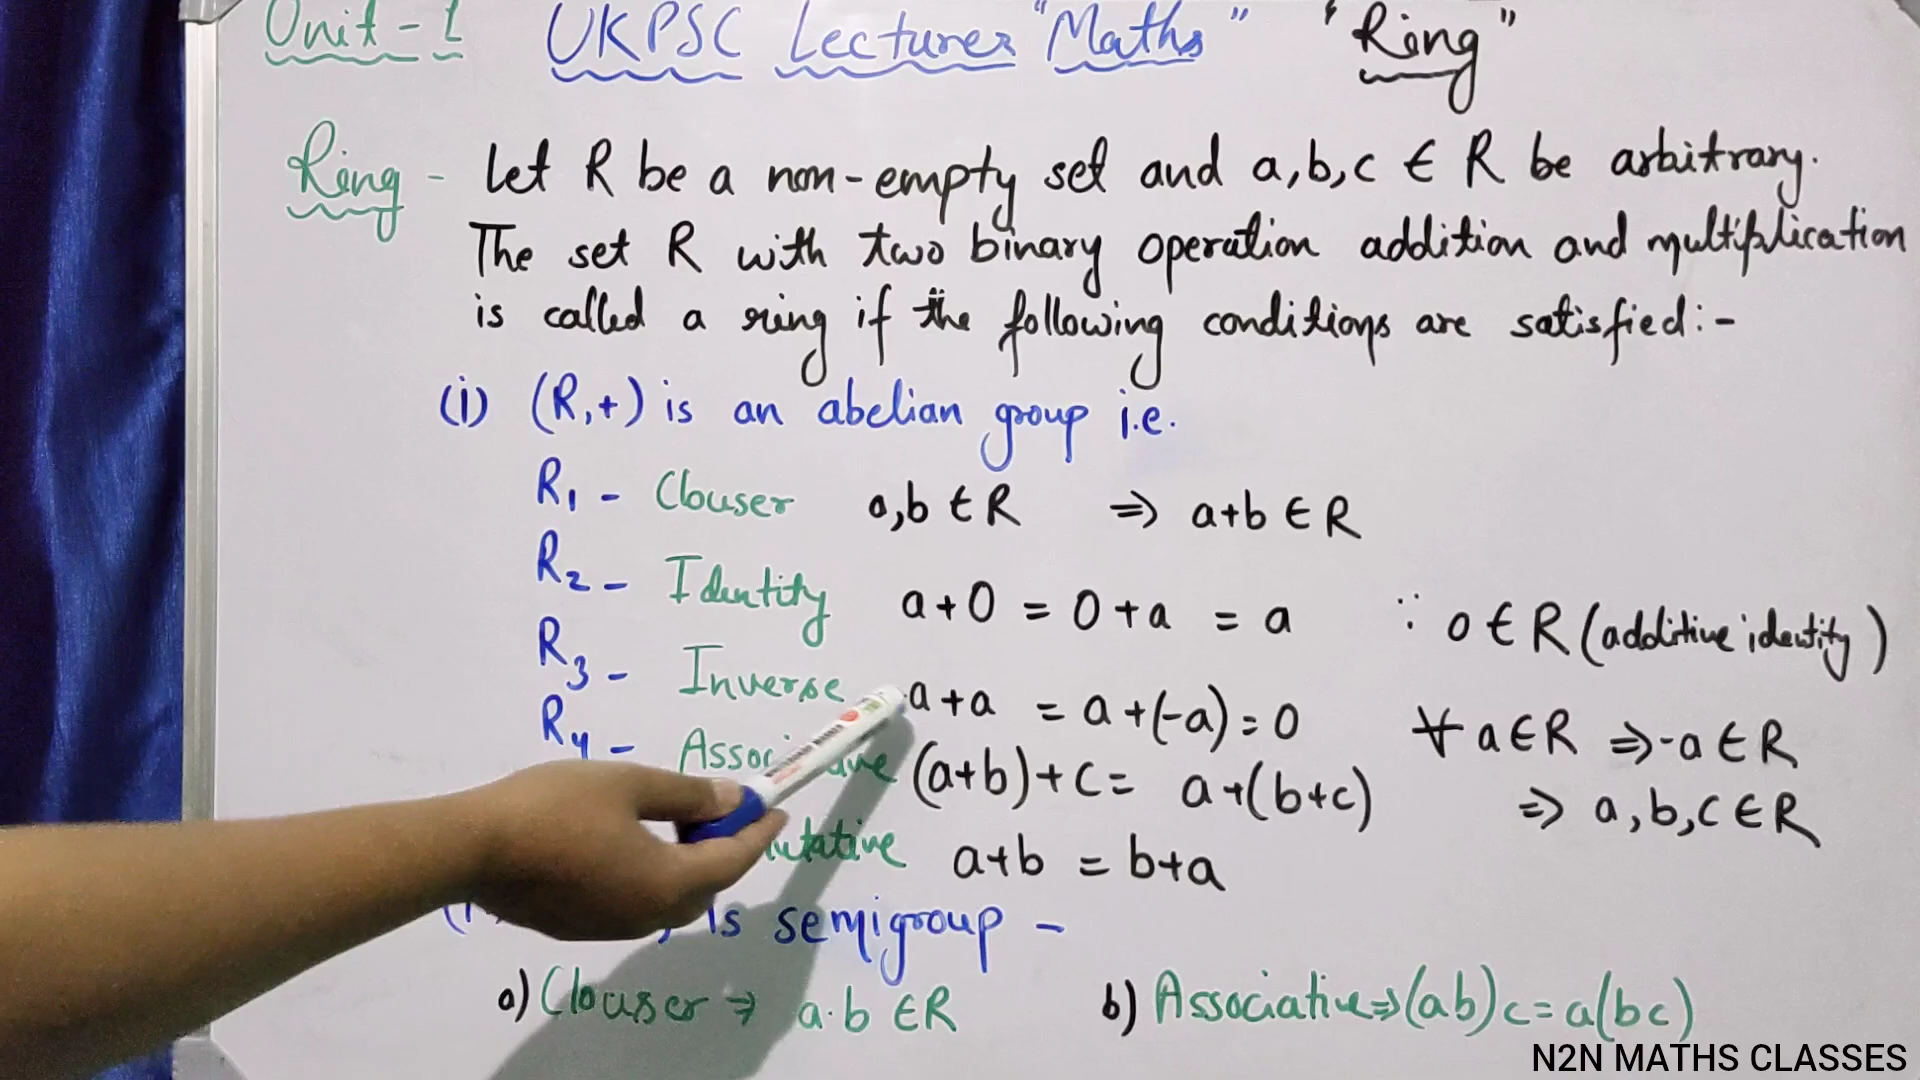 Unit - 1 UKPSC Lecturer "Maths" "Ring"
Ring - Let R be a non-empty set and a,b,c ∈ R be arbitrary.
The set R with two binary operation addition and multiplication
is called a ring if the following conditions are satisfied:-
(i) (R,+) is an abelian group i.e.
R₁ - Clouser a,b ∈ R ⇒ a+b ∈ R
R₂ - Identity a+0 = 0+a = a ∵ 0 ∈ R (additive identity)
R₃ - Inverse -a+a = a+(-a) = 0 ∀ a ∈ R ⇒ -a ∈ R
R₄ - (a+b)+c = a+(b+c) ⇒ a,b,c ∈ R
a+b = b+a
is semigroup -
a) Clouser ⇒ a.b ∈ R b) Associative ⇒ (ab)c = a(bc)
N2N MATHS CLASSES